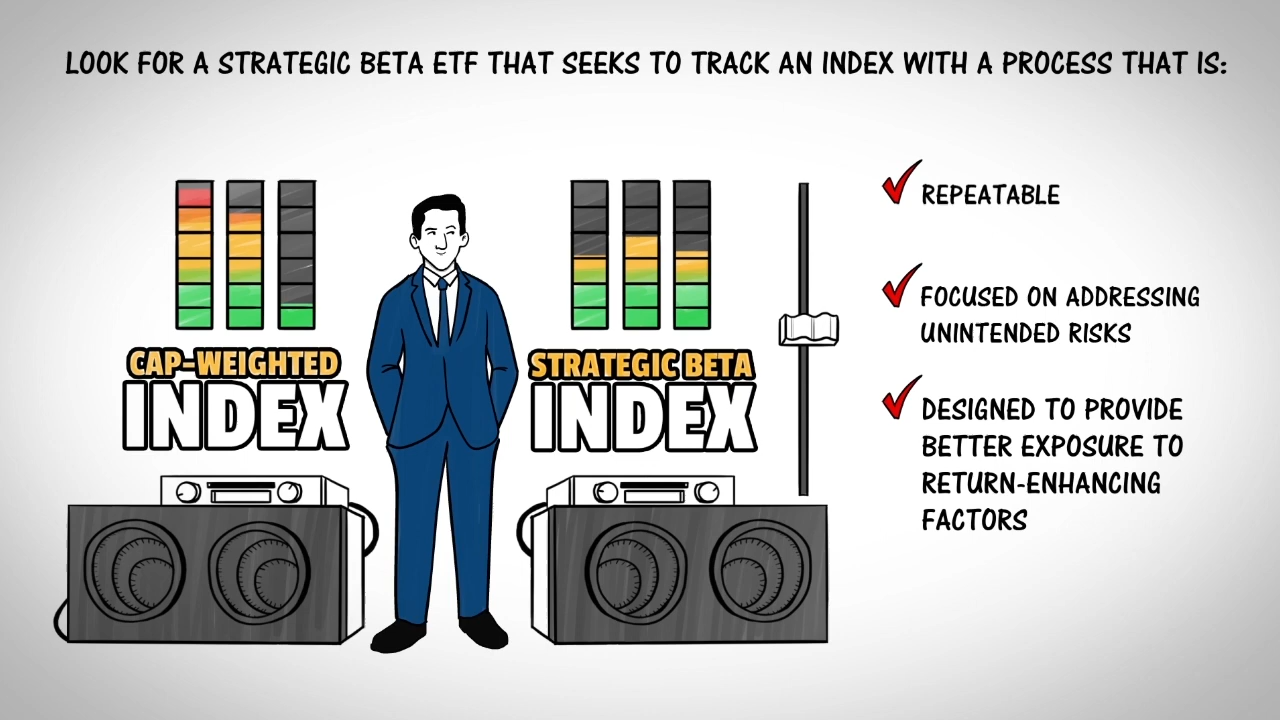 LOOK FOR A STRATEGIC BETA ETF THAT SEEKS TO TRACK AN INDEX WITH A PROCESS THAT IS:
CAP-WEIGHTED
INDEX
STRATEGIC BETA
INDEX
REPEATABLE
FOCUSED ON ADDRESSING
UNINTENDED RISKS
DESIGNED TO PROVIDE
BETTER EXPOSURE TO
RETURN-ENHANCING
FACTORS